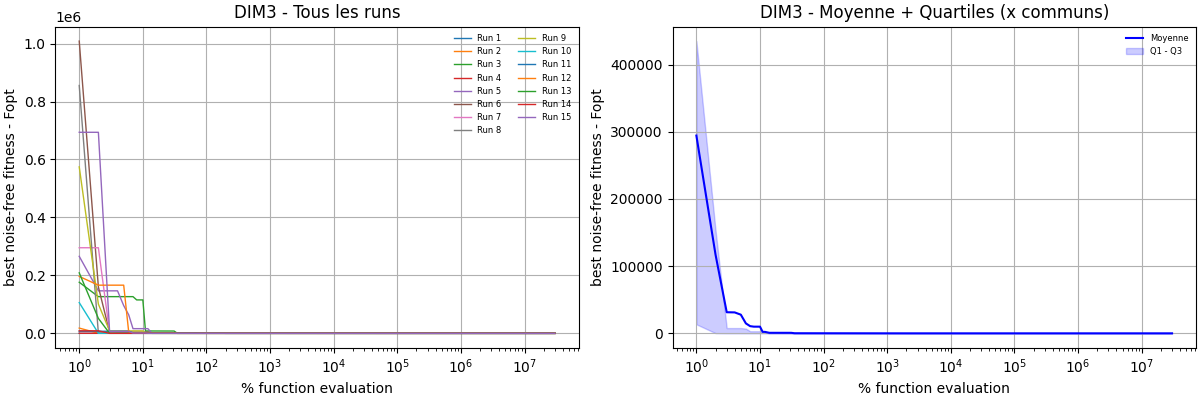 DIM3 - Tous les runs
1e6
1.0
0.8
0.6
0.4
0.2
0.0
best noise-free fitness - Fopt
10⁰ 10¹ 10² 10³ 10⁴ 10⁵ 10⁶ 10⁷
% function evaluation
Run 1
Run 2
Run 3
Run 4
Run 5
Run 6
Run 7
Run 8
Run 9
Run 10
Run 11
Run 12
Run 13
Run 14
Run 15
DIM3 - Moyenne + Quartiles (x communs)
400000
300000
200000
100000
0
best noise-free fitness - Fopt
10⁰ 10¹ 10² 10³ 10⁴ 10⁵ 10⁶ 10⁷
% function evaluation
Moyenne
Q1 - Q3